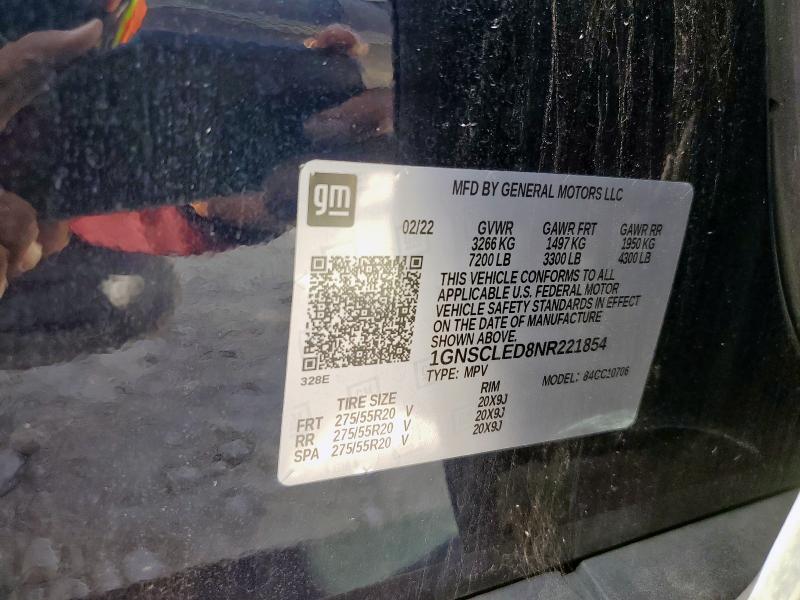 gm
MFD BY GENERAL MOTORS LLC
02/22 GVWR GAWR FRT GAWR RR
3266 KG 1497 KG 1950 KG
7200 LB 3300 LB 4300 LB
THIS VEHICLE CONFORMS TO ALL
APPLICABLE U.S. FEDERAL MOTOR
VEHICLE SAFETY STANDARDS IN EFFECT
ON THE DATE OF MANUFACTURE
SHOWN ABOVE.
1GNSCLED8NR221854
328E
TYPE: MPV MODEL:
TIRE SIZE RIM
FRT 275/55R20 V 20X9J
RR 275/55R20 V 20X9J
SPA 275/55R20 V 20X9J